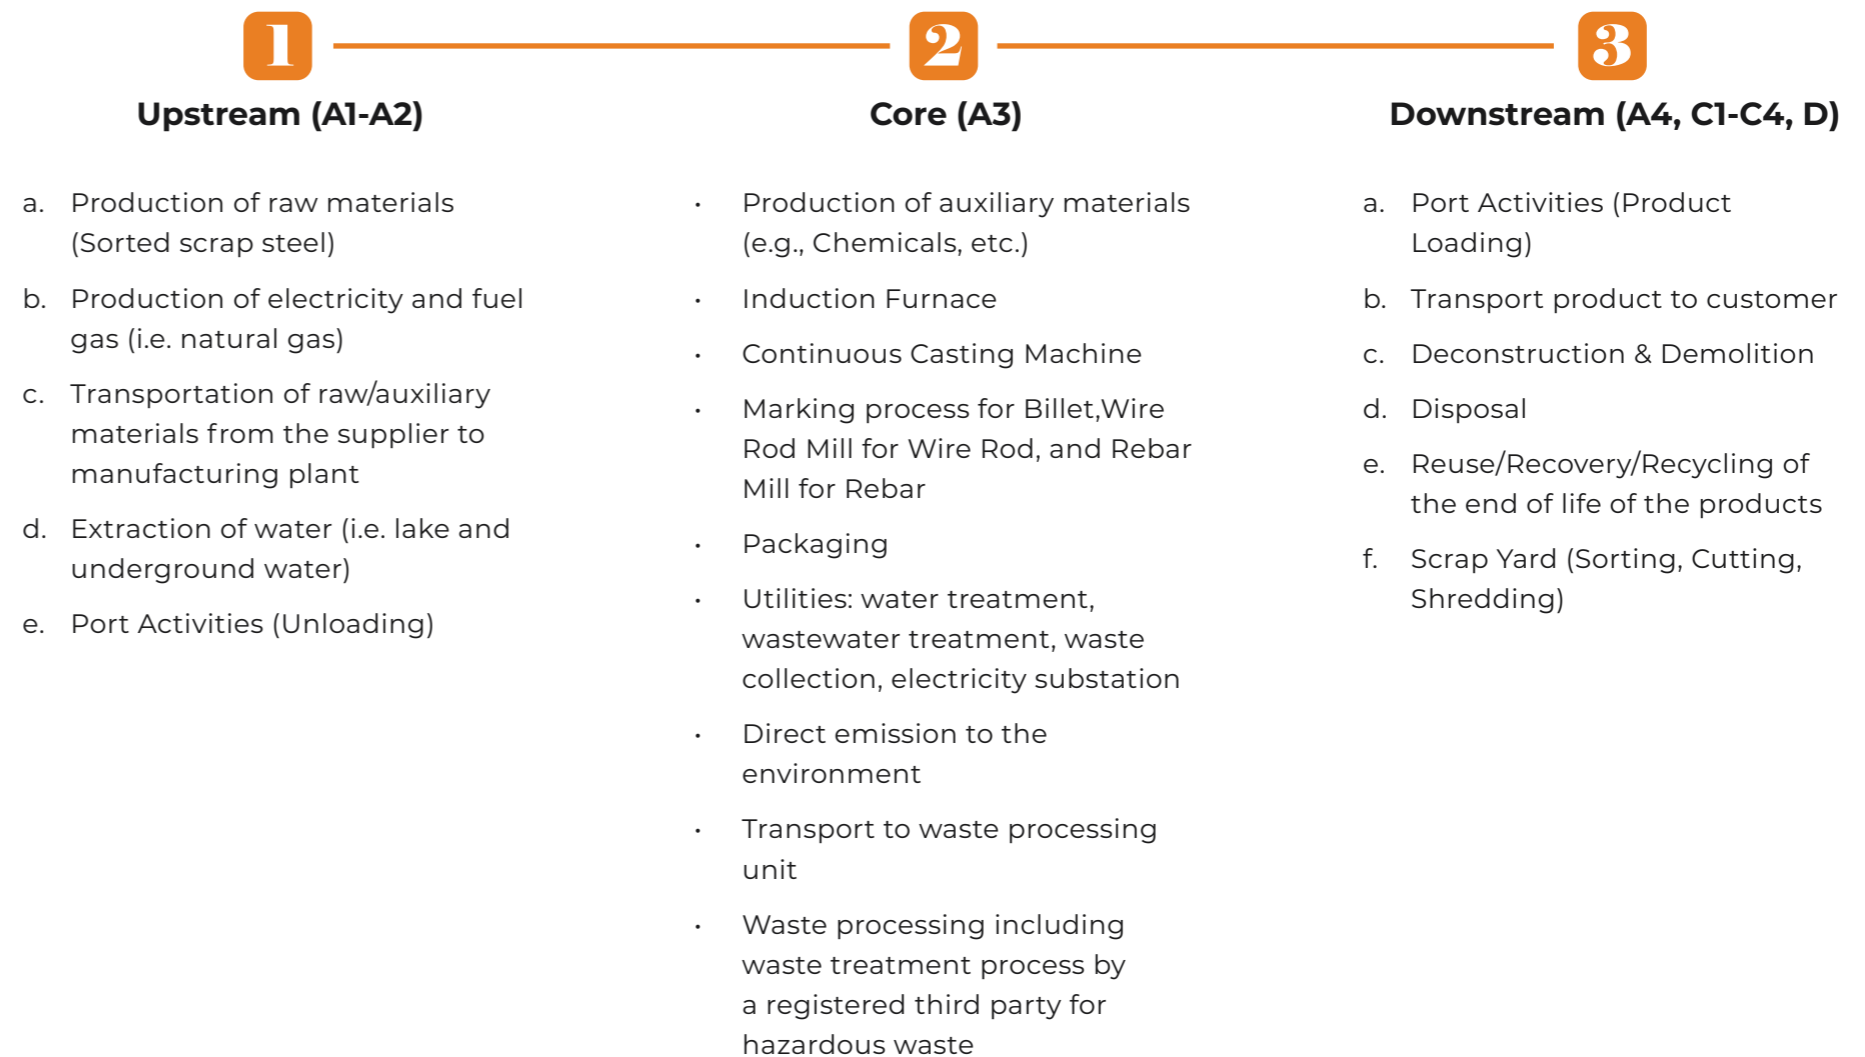 1
Upstream (A1-A2)
a. Production of raw materials
(Sorted scrap steel)
b. Production of electricity and fuel
gas (i.e. natural gas)
c. Transportation of raw/auxiliary
materials from the supplier to
manufacturing plant
d. Extraction of water (i.e. lake and
underground water)
e. Port Activities (Unloading)
2
Core (A3)
• Production of auxiliary materials
(e.g., Chemicals, etc.)
• Induction Furnace
• Continuous Casting Machine
• Marking process for Billet,Wire
Rod Mill for Wire Rod, and Rebar
Mill for Rebar
• Packaging
• Utilities: water treatment,
wastewater treatment, waste
collection, electricity substation
• Direct emission to the
environment
• Transport to waste processing
unit
• Waste processing including
waste treatment process by
a registered third party for
hazardous waste
3
Downstream (A4, C1-C4, D)
a. Port Activities (Product
Loading)
b. Transport product to customer
c. Deconstruction & Demolition
d. Disposal
e. Reuse/Recovery/Recycling of
the end of life of the products
f. Scrap Yard (Sorting, Cutting,
Shredding)